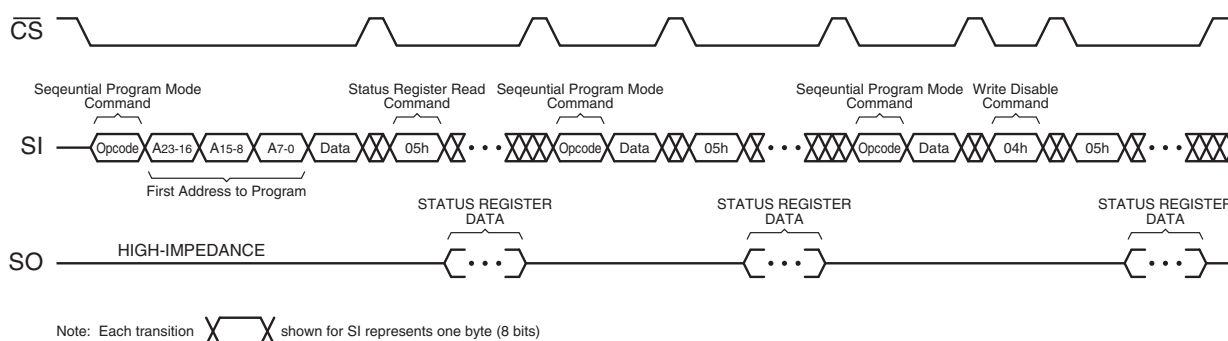 CS
Seqeuntial Program Mode
Command
Status Register Read
Command
Seqeuntial Program Mode
Command
Seqeuntial Program Mode
Command
Write Disable
Command
SI
Opcode A23-16 A15-8 A7-0 Data 05h • • • Opcode Data 05h • • • Opcode Data 04h 05h • • •
First Address to Program
STATUS REGISTER
DATA
STATUS REGISTER
DATA
STATUS REGISTER
DATA
HIGH-IMPEDANCE
SO • • • • • • • • •
Note: Each transition shown for SI represents one byte (8 bits)